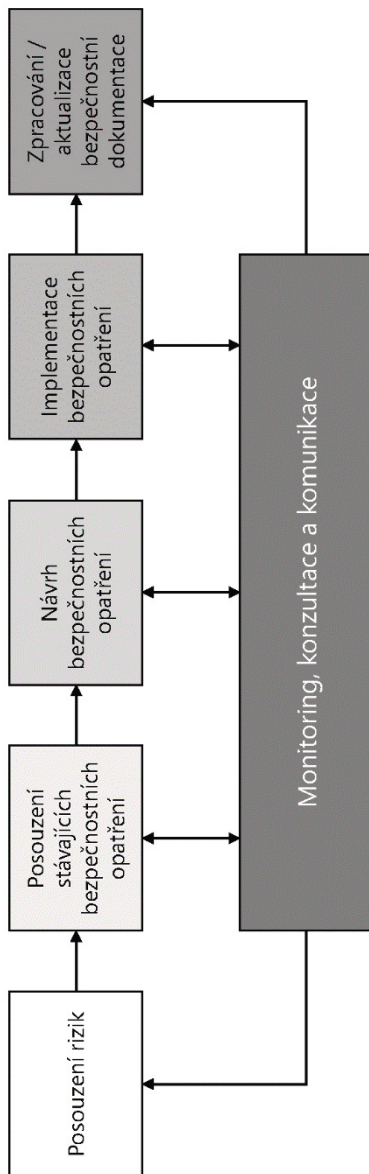 Posouzení rizik
Posouzení
stávajících
bezpečnostních
opatření
Návrh
bezpečnostních
opatření
Implementace
bezpečnostních
opatření
Zpracování /
aktualizace
bezpečnostní
dokumentace
Monitoring, konzultace a komunikace